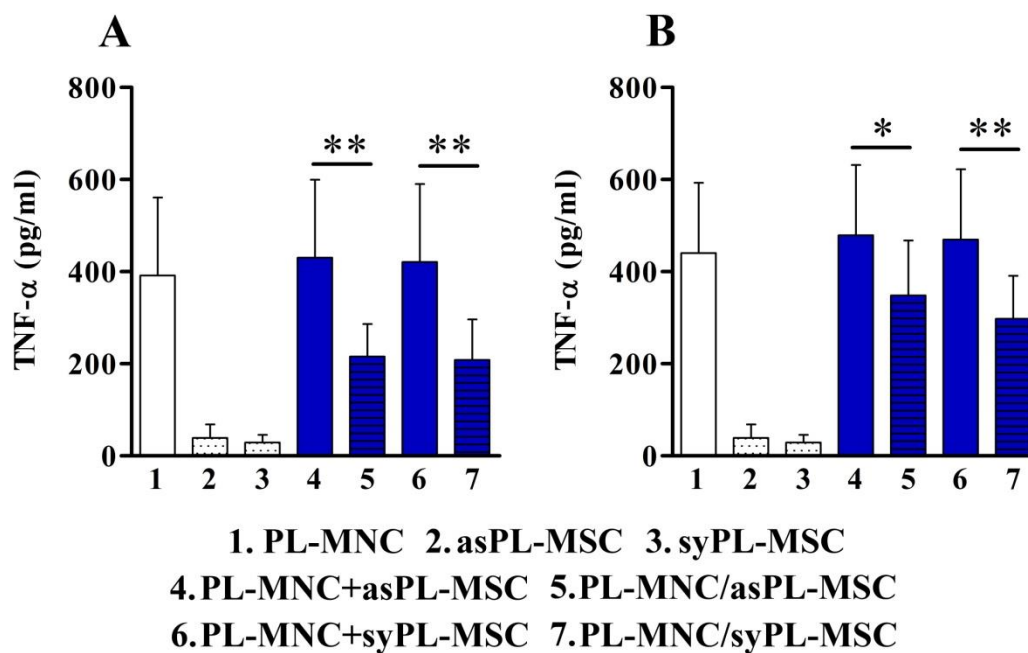 A
B
800
600
400
200
0
TNF-α (pg/ml)
** **
1 2 3 4 5 6 7
800
600
400
200
0
TNF-α (pg/ml)
* **
1 2 3 4 5 6 7
1. PL-MNC 2. asPL-MSC 3. syPL-MSC
4. PL-MNC+asPL-MSC 5. PL-MNC/asPL-MSC
6. PL-MNC+syPL-MSC 7. PL-MNC/syPL-MSC